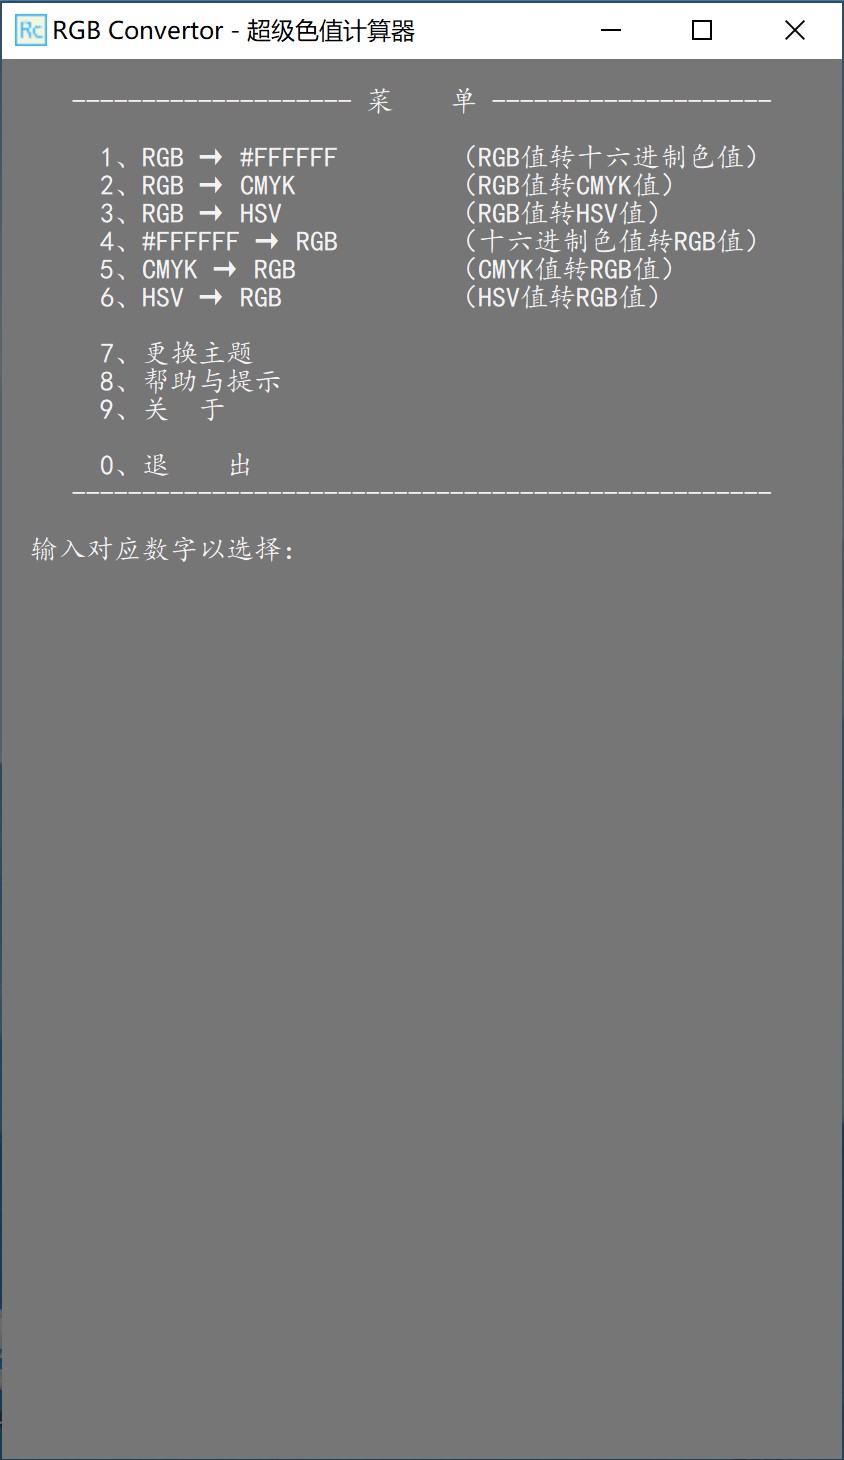 Rc RGB Convertor - 超级色值计算器
-------------------- 菜    单 --------------------
1、RGB → #FFFFFF (RGB值转十六进制色值)
2、RGB → CMYK (RGB值转CMYK值)
3、RGB → HSV (RGB值转HSV值)
4、#FFFFFF → RGB (十六进制色值转RGB值)
5、CMYK → RGB (CMYK值转RGB值)
6、HSV → RGB (HSV值转RGB值)
7、更换主题
8、帮助与提示
9、关  于
0、退    出
--------------------------------------------------
输入对应数字以选择: